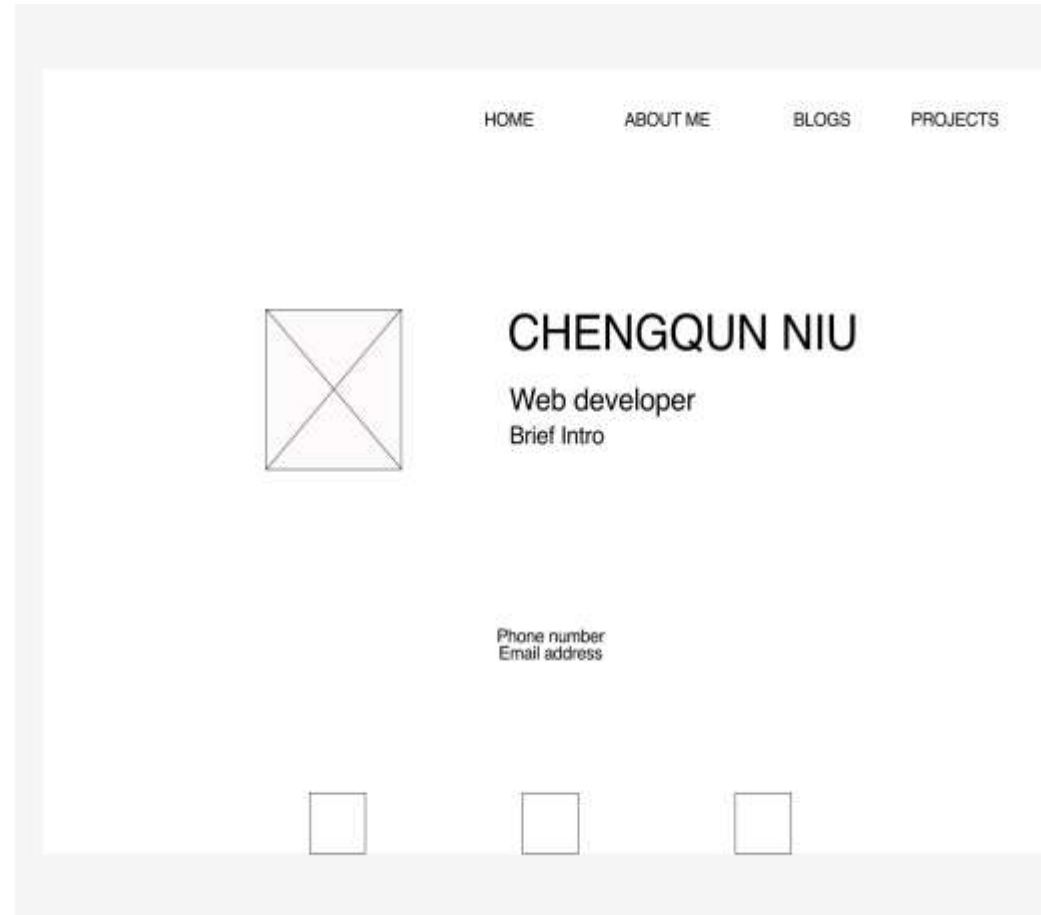 HOME ABOUT ME BLOGS PROJECTS
CHENGQUN NIU
Web developer
Brief Intro
Phone number
Email address